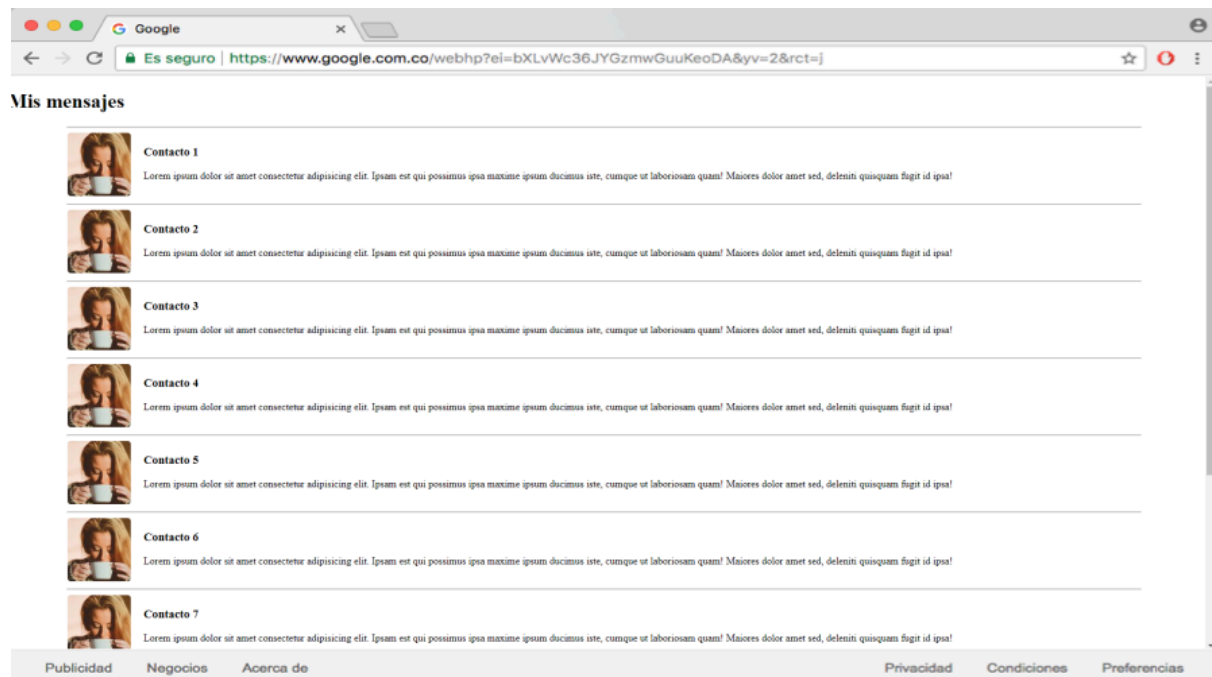 Google
Es seguro | https://www.google.com.co/webhp?ei=bXLvWc36JYGzmwGuuKeoDA&yv=2&rct=j
Mis mensajes
Contacto 1
Lorem ipsum dolor sit amet consectetur adipisicing elit. Ipsam est qui possimus ipsa maxime ipsum ducimus iste, cumque ut laboriosam quam! Maiores dolor amet sed, deleniti quisquam fugit id ipsa!
Contacto 2
Lorem ipsum dolor sit amet consectetur adipisicing elit. Ipsam est qui possimus ipsa maxime ipsum ducimus iste, cumque ut laboriosam quam! Maiores dolor amet sed, deleniti quisquam fugit id ipsa!
Contacto 3
Lorem ipsum dolor sit amet consectetur adipisicing elit. Ipsam est qui possimus ipsa maxime ipsum ducimus iste, cumque ut laboriosam quam! Maiores dolor amet sed, deleniti quisquam fugit id ipsa!
Contacto 4
Lorem ipsum dolor sit amet consectetur adipisicing elit. Ipsam est qui possimus ipsa maxime ipsum ducimus iste, cumque ut laboriosam quam! Maiores dolor amet sed, deleniti quisquam fugit id ipsa!
Contacto 5
Lorem ipsum dolor sit amet consectetur adipisicing elit. Ipsam est qui possimus ipsa maxime ipsum ducimus iste, cumque ut laboriosam quam! Maiores dolor amet sed, deleniti quisquam fugit id ipsa!
Contacto 6
Lorem ipsum dolor sit amet consectetur adipisicing elit. Ipsam est qui possimus ipsa maxime ipsum ducimus iste, cumque ut laboriosam quam! Maiores dolor amet sed, deleniti quisquam fugit id ipsa!
Contacto 7
Lorem ipsum dolor sit amet consectetur adipisicing elit. Ipsam est qui possimus ipsa maxime ipsum ducimus iste, cumque ut laboriosam quam! Maiores dolor amet sed, deleniti quisquam fugit id ipsa!
Publicidad Negocios Acerca de Privacidad Condiciones Preferencias